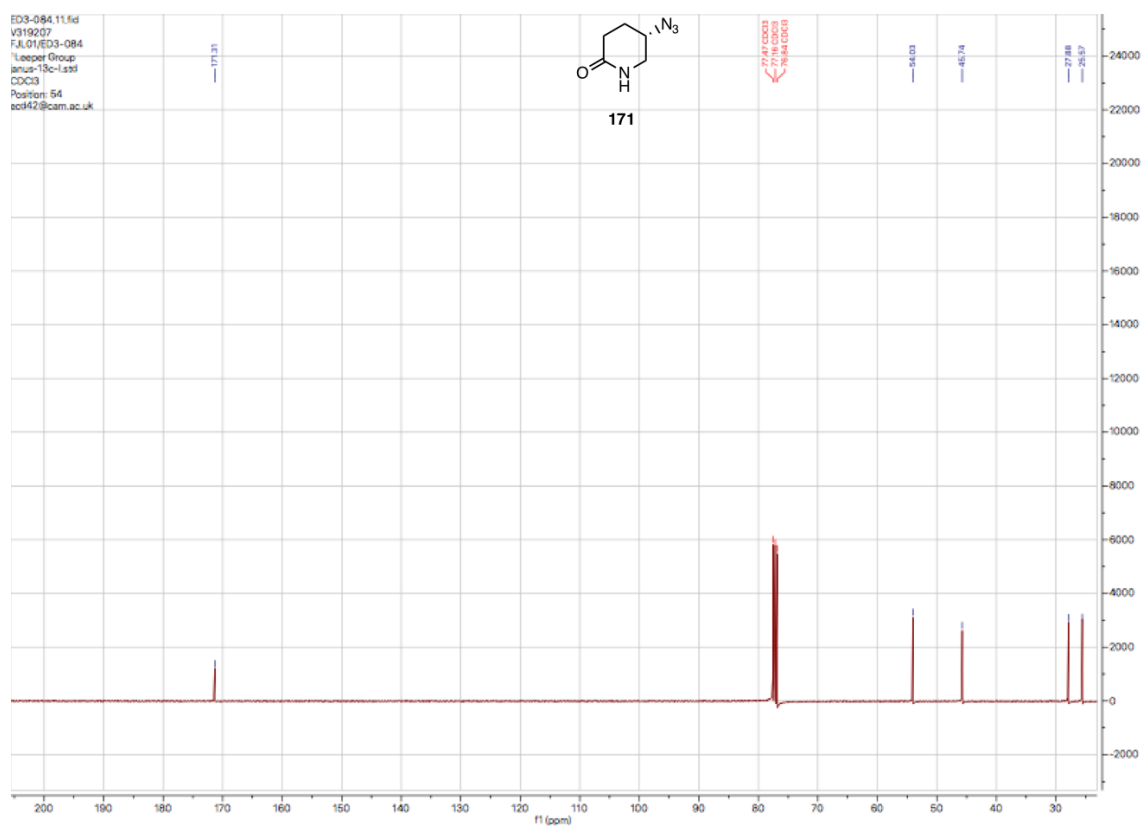 ED3-084.11.fid
V319207
FJL01/ED3-084
"Leeper Group
janus-13c-l.std
CDCl3
Position: 54
ecd42@cam.ac.uk
171.31
N3
O
N
H
171
77.47 CDCl3
77.16 CDCl3
76.84 CDCl3
54.03
45.74
27.88
25.57
24000
22000
20000
18000
16000
14000
12000
10000
8000
6000
4000
2000
0
-2000
200 190 180 170 160 150 140 130 120 110 100 90 80 70 60 50 40 30
f1 (ppm)